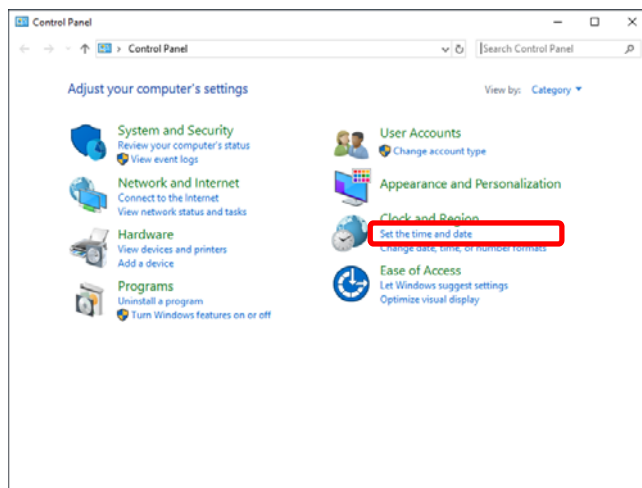 Control Panel
Control Panel
Search Control Panel
Adjust your computer's settings
View by: Category
System and Security
Review your computer's status
View event logs
Network and Internet
Connect to the Internet
View network status and tasks
Hardware
View devices and printers
Add a device
Programs
Uninstall a program
Turn Windows features on or off
User Accounts
Change account type
Appearance and Personalization
Clock and Region
Set the time and date
Change date, time, or number formats
Ease of Access
Let Windows suggest settings
Optimize visual display